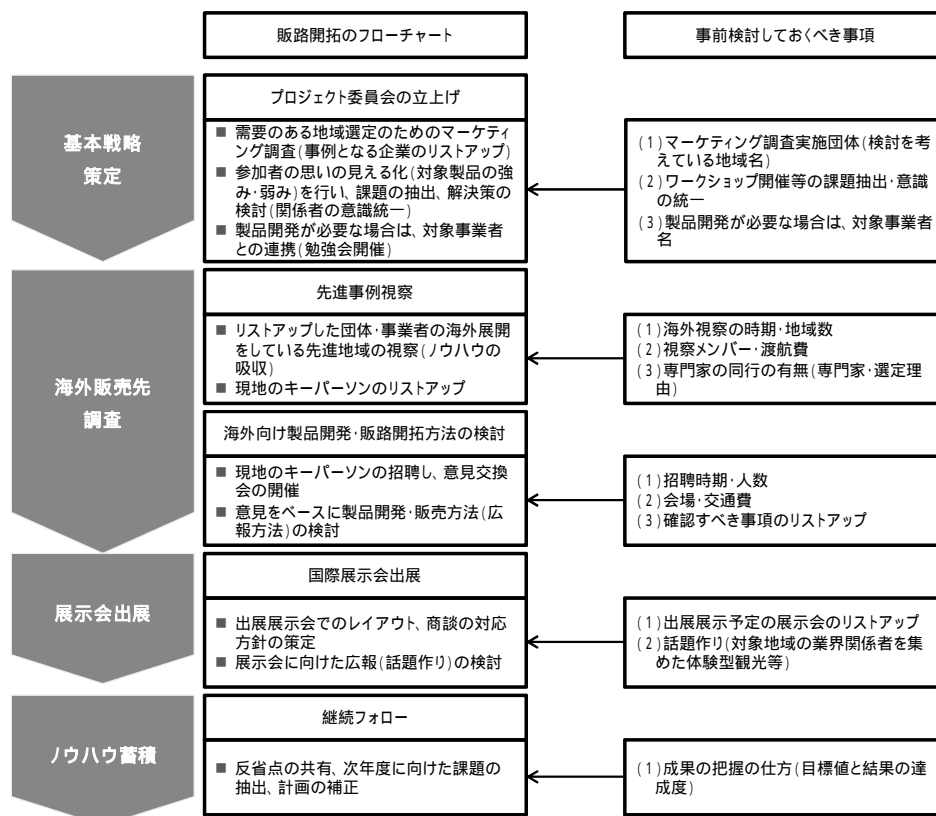 販路開拓のフローチャート
事前検討しておくべき事項
基本戦略
策定
プロジェクト委員会の立上げ
■ 需要のある地域選定のためのマーケティ
ング調査(事例となる企業のリストアップ)
■ 参加者の思いの見える化(対象製品の強
み・弱み)を行い、課題の抽出、解決策の
検討(関係者の意識統一)
■ 製品開発が必要な場合は、対象事業者
との連携(勉強会開催)
(1)マーケティング調査実施団体(検討を考
えている地域名)
(2)ワークショップ開催等の課題抽出・意識
の統一
(3)製品開発が必要な場合は、対象事業者
名
海外販売先
調査
先進事例視察
■ リストアップした団体・事業者の海外展開
をしている先進地域の視察(ノウハウの
吸収)
■ 現地のキーパーソンのリストアップ
(1)海外視察の時期・地域数
(2)視察メンバー・渡航費
(3)専門家の同行の有無(専門家・選定理
由)
海外向け製品開発・販路開拓方法の検討
■ 現地のキーパーソンの招聘し、意見交換
会の開催
■ 意見をベースに製品開発・販売方法(広
報方法)の検討
(1)招聘時期・人数
(2)会場・交通費
(3)確認すべき事項のリストアップ
展示会出展
国際展示会出展
■ 出展展示会でのレイアウト、商談の対応
方針の策定
■ 展示会に向けた広報(話題作り)の検討
(1)出展展示予定の展示会のリストアップ
(2)話題作り(対象地域の業界関係者を集
めた体験型観光等)
ノウハウ蓄積
継続フォロー
■ 反省点の共有、次年度に向けた課題の
抽出、計画の補正
(1)成果の把握の仕方(目標値と結果の達
成度)